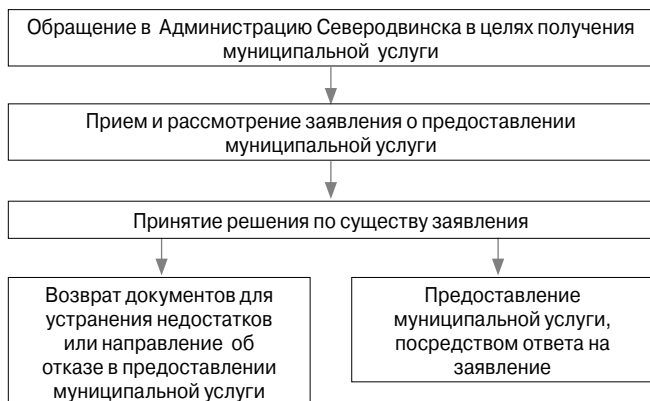 Обращение в Администрацию Северодвинска в целях получения
муниципальной услуги
Прием и рассмотрение заявления о предоставлении
муниципальной услуги
Принятие решения по существу заявления
Возврат документов для
устранения недостатков
или направление об
отказе в предоставлении
муниципальной услуги
Предоставление
муниципальной услуги,
посредством ответа на
заявление